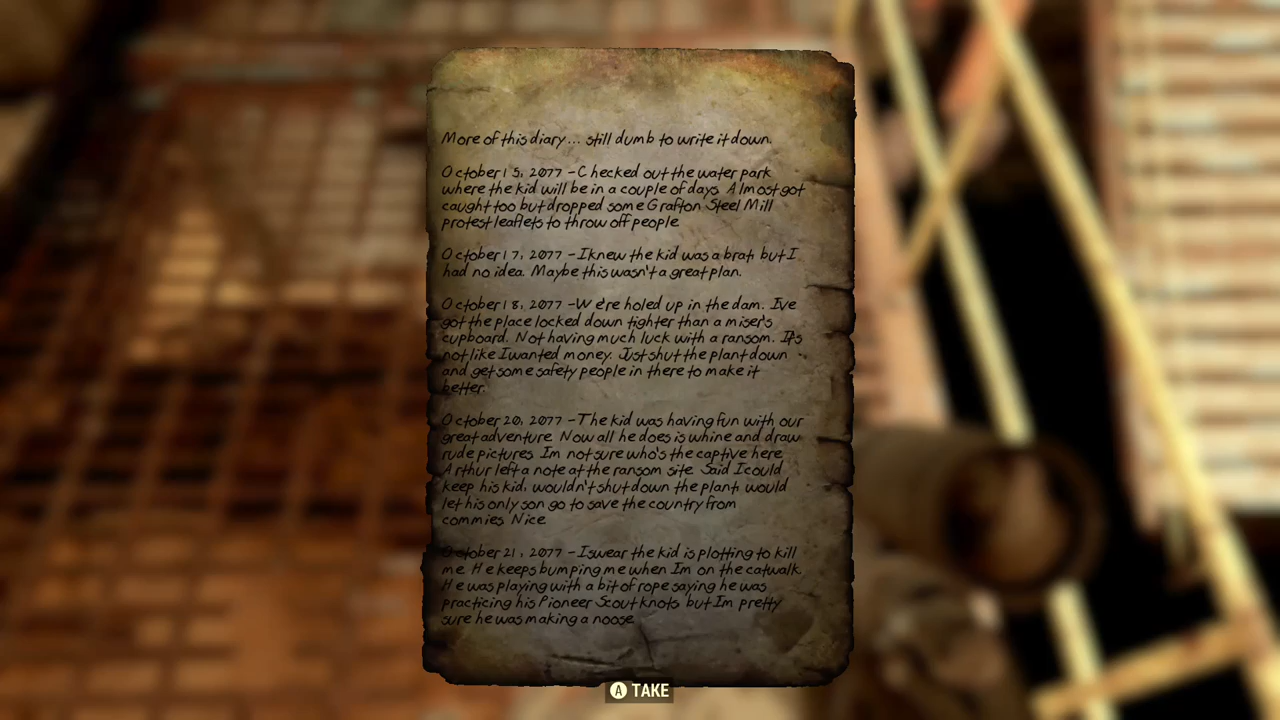 More of this diary... still dumb to write it down.
October 15, 2077 - Checked out the water park
where the kid will be in a couple of days. Almost got
caught too but dropped some Grafton Steel Mill
protest leaflets to throw off people.
October 17, 2077 - I knew the kid was a brat, but I
had no idea. Maybe this wasn't a great plan.
October 18, 2077 - We're holed up in the dam. I've
got the place locked down tighter than a miser's
cupboard. Not having much luck with a ransom. It's
not like I wanted money. Just shut the plant down
and get some safety people in there to make it
better.
October 20, 2077 - The kid was having fun with our
great adventure. Now all he does is whine and draw
rude pictures. I'm not sure who's the captive here.
Arthur left a note at the ransom site. Said I could
keep his kid, wouldn't shut down the plant, would
let his only son go to save the country from
commies. Nice.
October 21, 2077 - I swear the kid is plotting to kill
me. He keeps bumping me when I'm on the catwalk.
He was playing with a bit of rope saying he was
practicing his Pioneer Scout knots, but I'm pretty
sure he was making a noose.
A TAKE